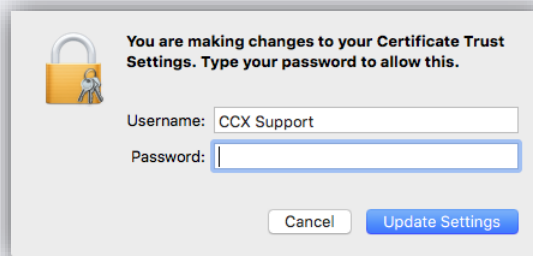 You are making changes to your Certificate Trust
Settings. Type your password to allow this.
Username: CCX Support
Password:
Cancel Update Settings